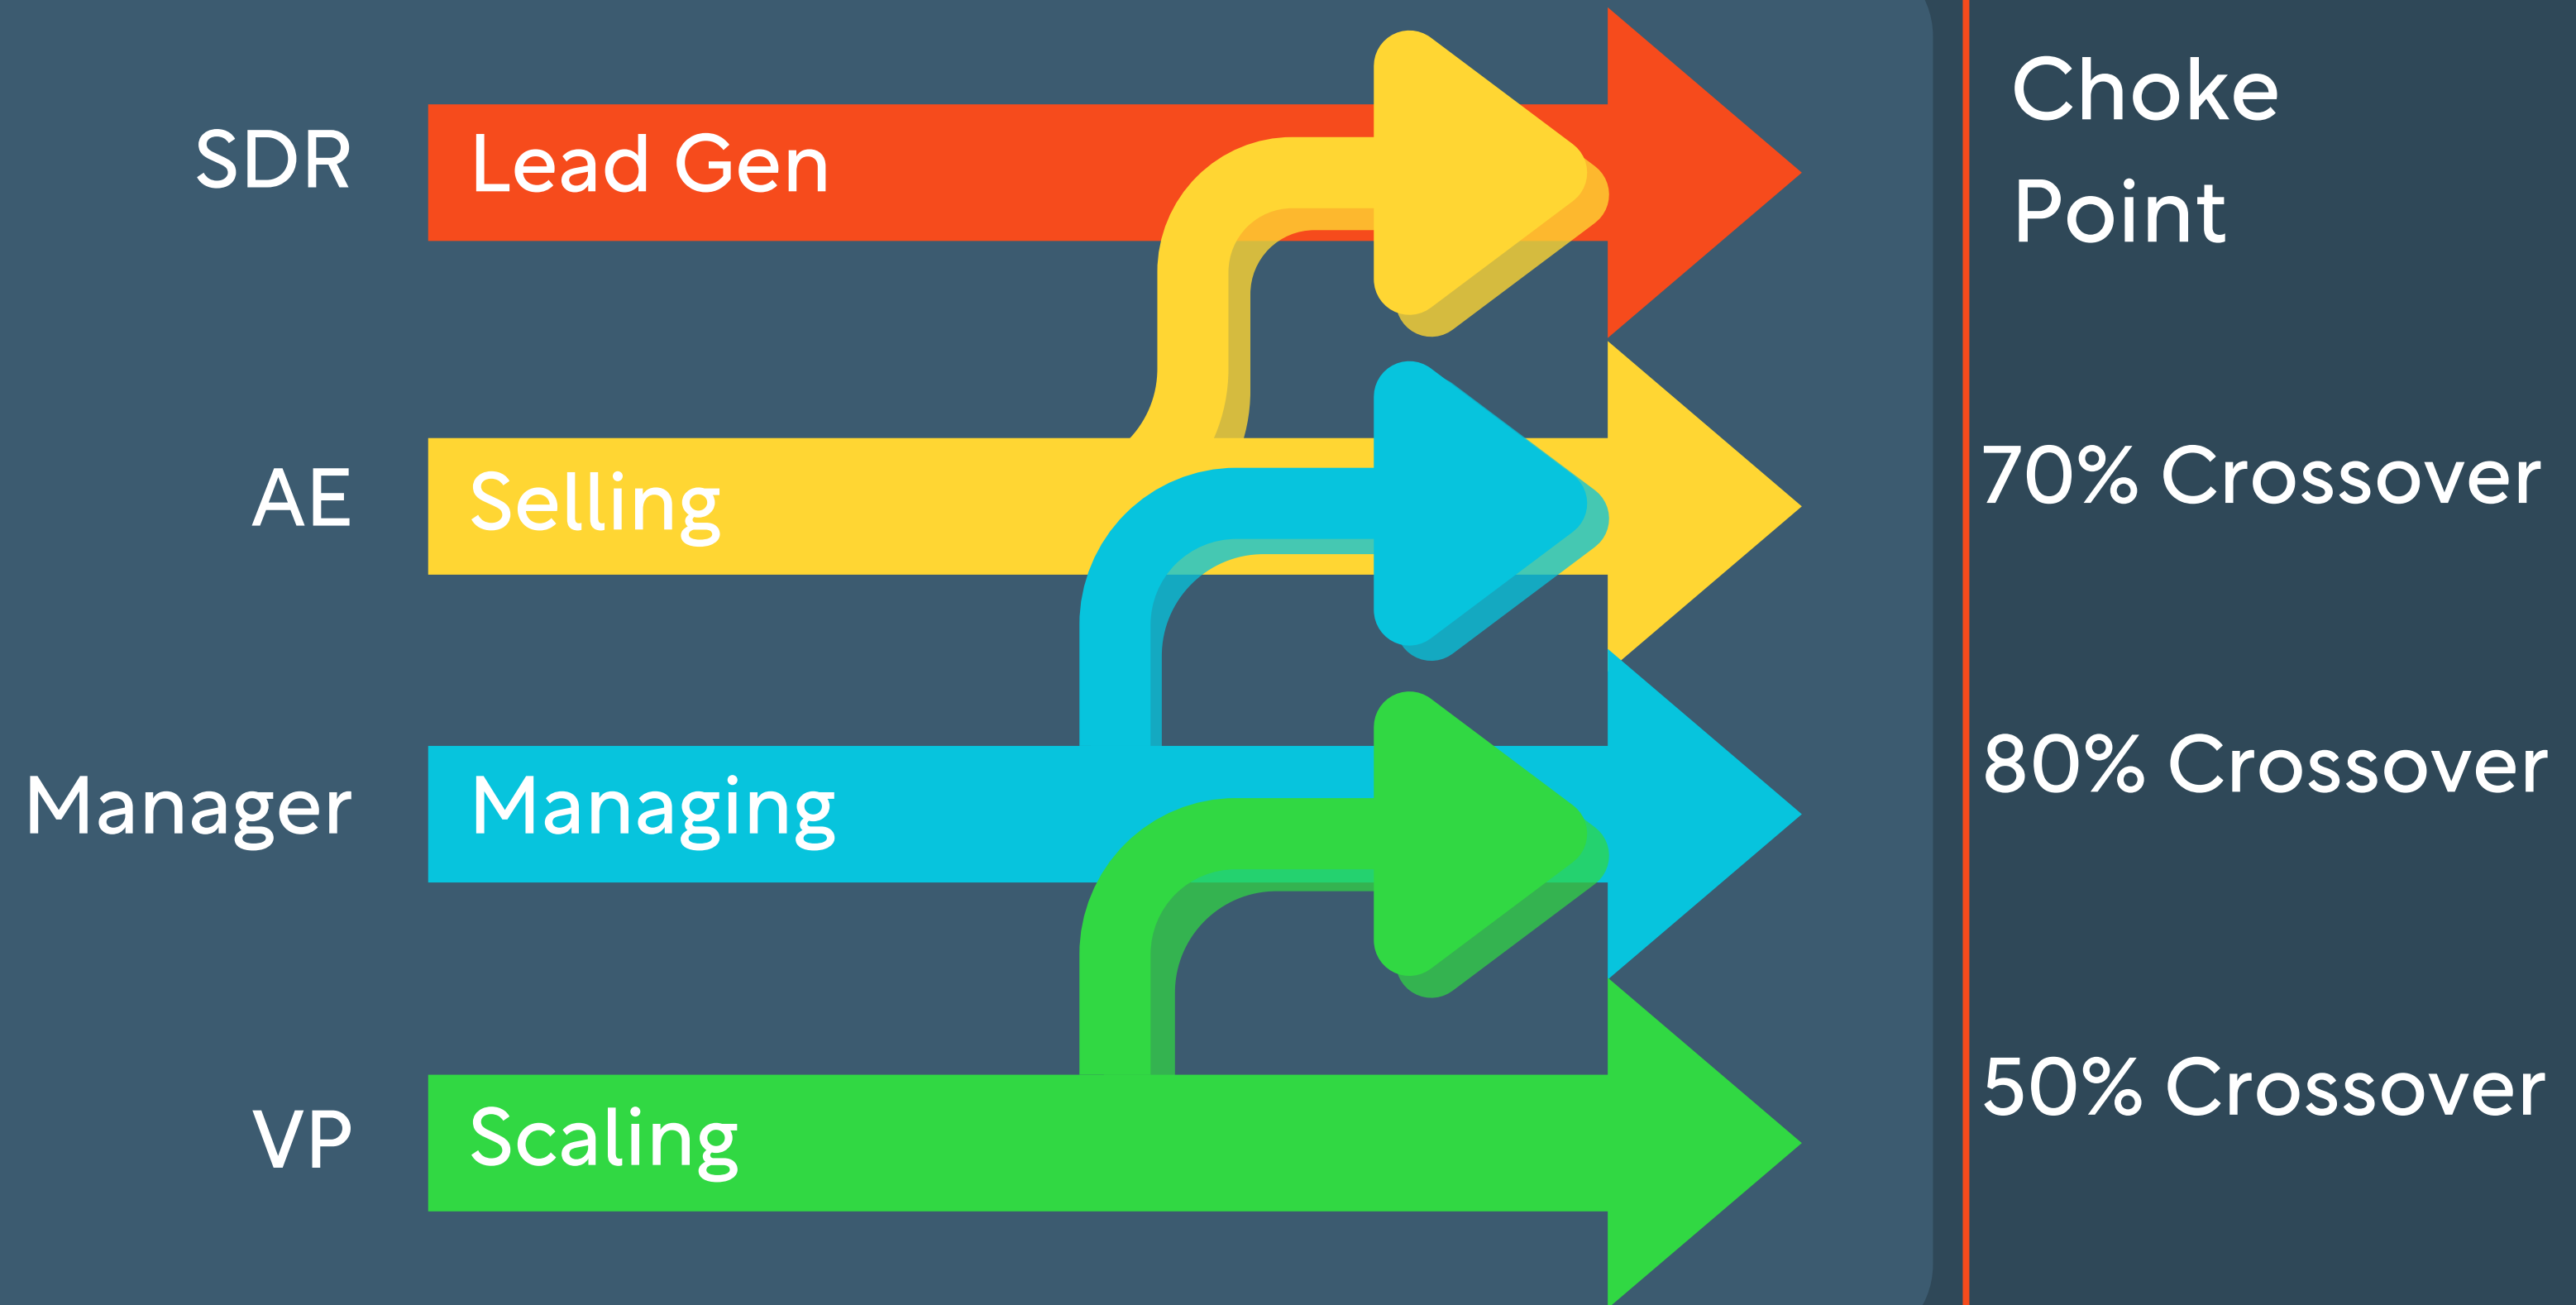 SDR
Lead Gen
Choke
Point
AE
Selling
70% Crossover
Manager
Managing
80% Crossover
VP
Scaling
50% Crossover